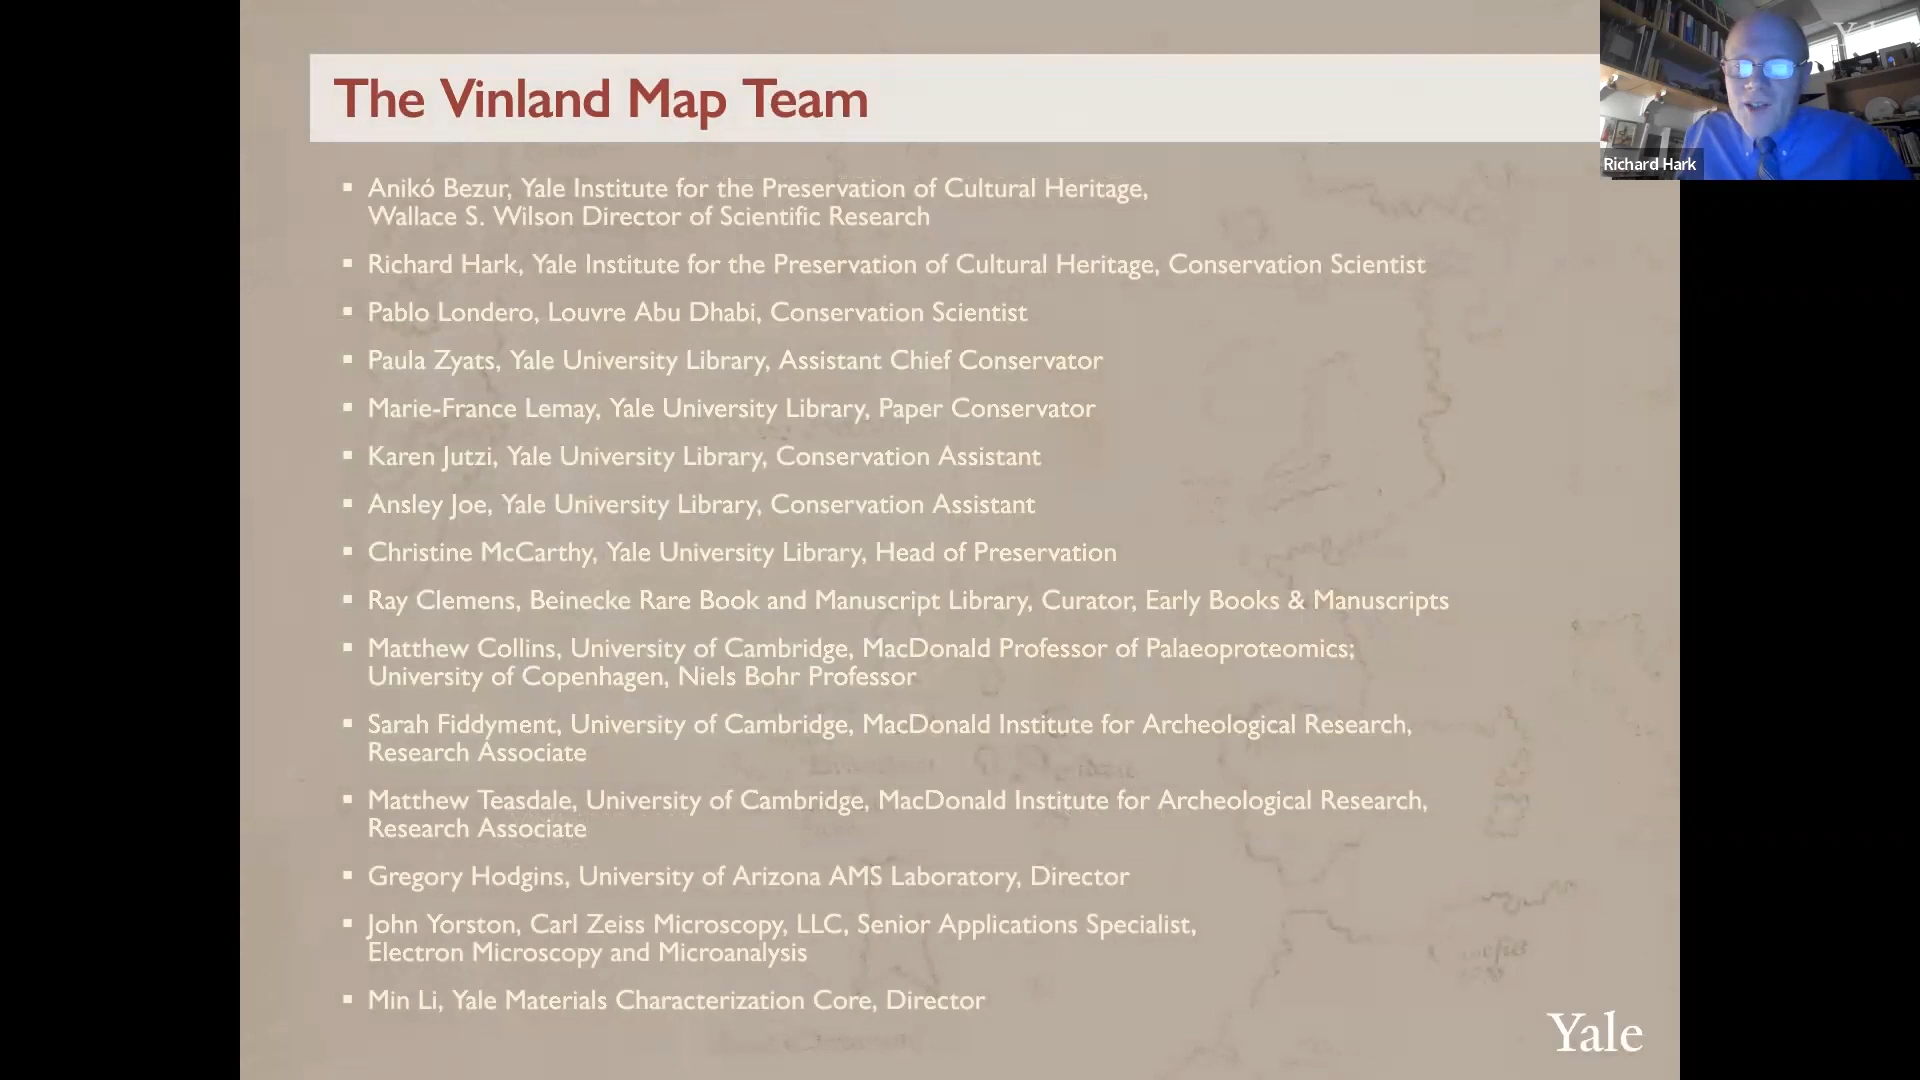 The Vinland Map Team
Richard Hark
▪ Anikó Bezur, Yale Institute for the Preservation of Cultural Heritage,
Wallace S. Wilson Director of Scientific Research
▪ Richard Hark, Yale Institute for the Preservation of Cultural Heritage, Conservation Scientist
▪ Pablo Londero, Louvre Abu Dhabi, Conservation Scientist
▪ Paula Zyats, Yale University Library, Assistant Chief Conservator
▪ Marie-France Lemay, Yale University Library, Paper Conservator
▪ Karen Jutzi, Yale University Library, Conservation Assistant
▪ Ansley Joe, Yale University Library, Conservation Assistant
▪ Christine McCarthy, Yale University Library, Head of Preservation
▪ Ray Clemens, Beinecke Rare Book and Manuscript Library, Curator, Early Books & Manuscripts
▪ Matthew Collins, University of Cambridge, MacDonald Professor of Palaeoproteomics;
University of Copenhagen, Niels Bohr Professor
▪ Sarah Fiddyment, University of Cambridge, MacDonald Institute for Archeological Research,
Research Associate
▪ Matthew Teasdale, University of Cambridge, MacDonald Institute for Archeological Research,
Research Associate
▪ Gregory Hodgins, University of Arizona AMS Laboratory, Director
▪ John Yorston, Carl Zeiss Microscopy, LLC, Senior Applications Specialist,
Electron Microscopy and Microanalysis
▪ Min Li, Yale Materials Characterization Core, Director
Yale